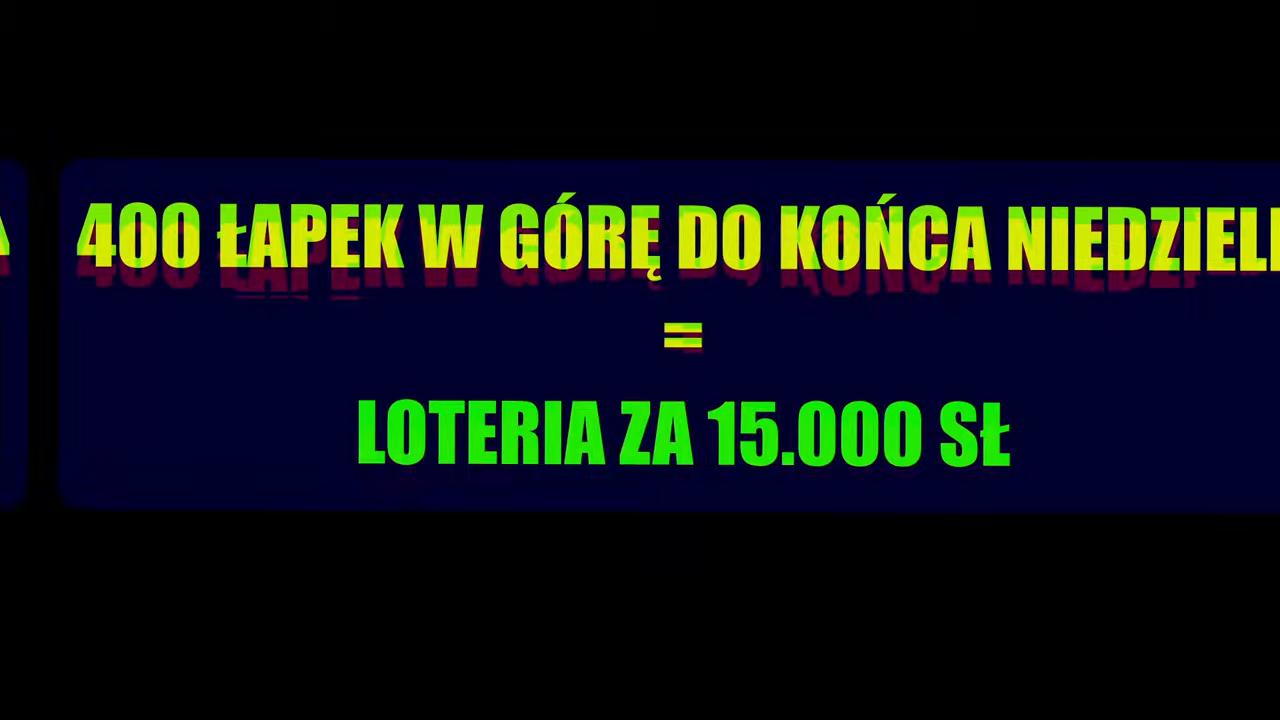 400 ŁAPEK W GÓRĘ DO KOŃCA NIEDZIELI
=
LOTERIA ZA 15.000 SŁ